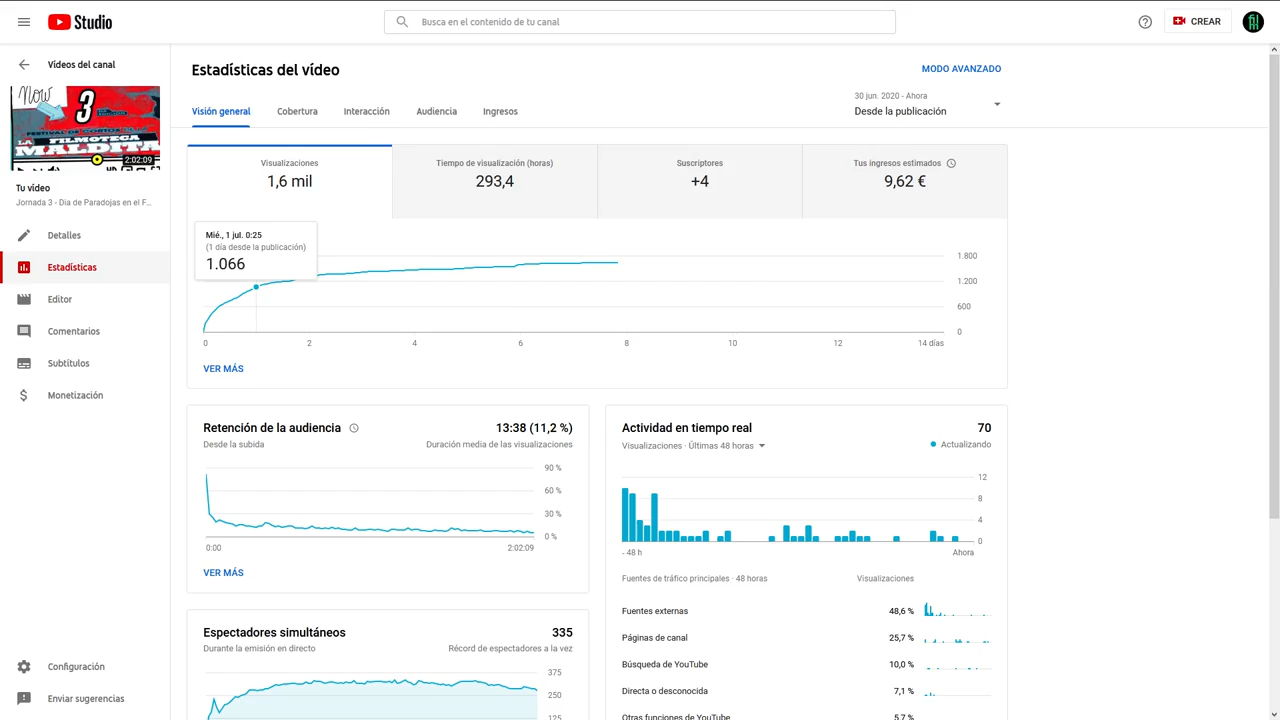 Studio
Busca en el contenido de tu canal
CREAR
Vídeos del canal
Now
3
FESTIVAL DE CORTOS
LA FILMOTECA
MALDITA
2:02:09
Tu vídeo
Jornada 3 - Dia de Paradojas en el F...
Detalles
Estadísticas
Editor
Comentarios
Subtítulos
Monetización
Configuración
Enviar sugerencias
Estadísticas del vídeo
MODO AVANZADO
Visión general
Cobertura
Interacción
Audiencia
Ingresos
30 jun. 2020 - Ahora
Desde la publicación
Visualizaciones
1,6 mil
Tiempo de visualización (horas)
293,4
Suscriptores
+4
Tus ingresos estimados
9,62 €
Mié., 1 jul. 0:25
(1 día desde la publicación)
1.066
1.800
1.200
600
0
0 2 4 6 8 10 12 14 días
VER MÁS
Retención de la audiencia
13:38 (11,2 %)
Desde la subida
Duración media de las visualizaciones
90 %
60 %
30 %
0 %
0:00 2:02:09
VER MÁS
Espectadores simultáneos
335
Durante la emisión en directo
Récord de espectadores a la vez
375
250
125
Actividad en tiempo real
70
Visualizaciones · Últimas 48 horas
Actualizando
12
8
4
0
- 48 h Ahora
Fuentes de tráfico principales · 48 horas
Visualizaciones
Fuentes externas 48,6 %
Páginas de canal 25,7 %
Búsqueda de YouTube 10,0 %
Directa o desconocida 7,1 %
Otras funciones de YouTube 5,7 %